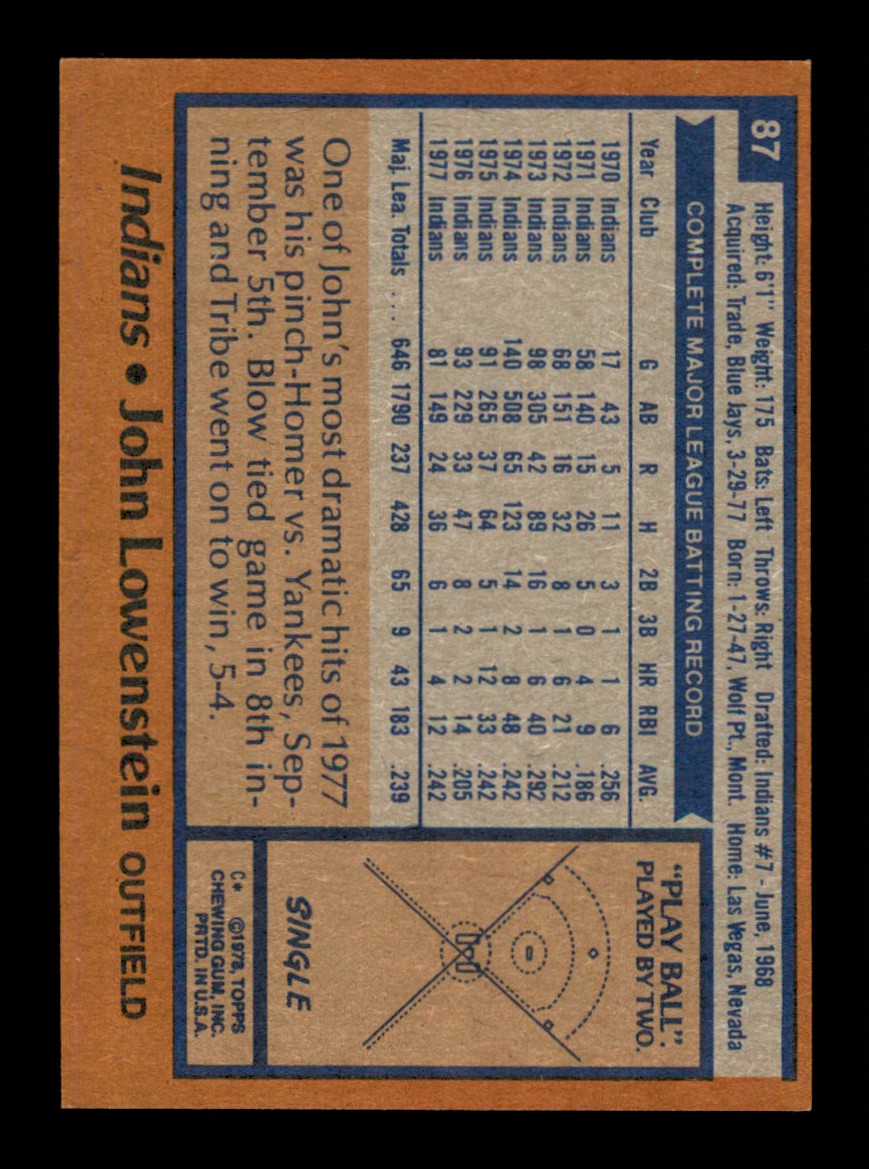 87
Height: 6'1" Weight: 175 Bats: Left Throws: Right Drafted: Indians #7 - June, 1968
Acquired: Trade, Blue Jays, 3-29-77 Born: 1-27-47, Wolf Pt., Mont. Home: Las Vegas, Nevada
COMPLETE MAJOR LEAGUE BATTING RECORD
Year Club G AB R H 2B 3B HR RBI AVG.
1970 Indians 17 43 5 11 3 1 1 6 .256
1971 Indians 58 140 15 26 5 0 4 9 .186
1972 Indians 68 151 16 32 8 1 6 21 .212
1973 Indians 98 305 42 89 16 1 6 40 .292
1974 Indians 140 508 65 123 14 2 8 48 .242
1975 Indians 91 265 37 64 5 1 12 33 .242
1976 Indians 93 229 33 47 8 2 2 14 .205
1977 Indians 81 149 24 36 6 1 4 12 .242
Maj. Lea. Totals .... 646 1790 237 428 65 9 43 183 .239
One of John's most dramatic hits of 1977
was his pinch-Homer vs. Yankees, Sep-
tember 5th. Blow tied game in 8th in-
ning and Tribe went on to win, 5-4.
"PLAY BALL".
PLAYED BY TWO.
SINGLE
C* ©1978, TOPPS
CHEWING GUM, INC.
PRTD. IN U.S.A.
Indians • John Lowenstein OUTFIELD